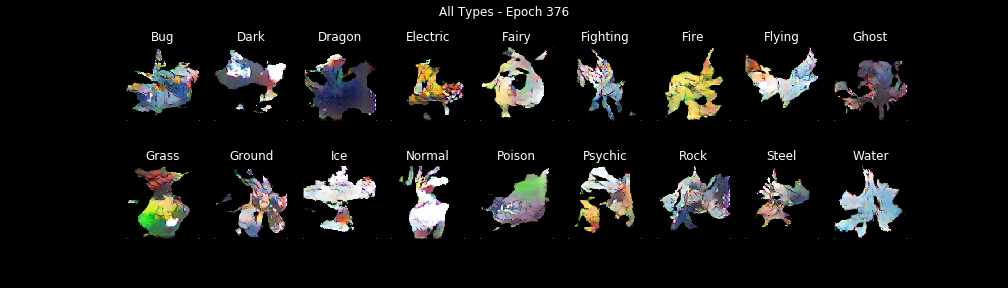 All Types - Epoch 376
Bug Dark Dragon Electric Fairy Fighting Fire Flying Ghost
Grass Ground Ice Normal Poison Psychic Rock Steel Water